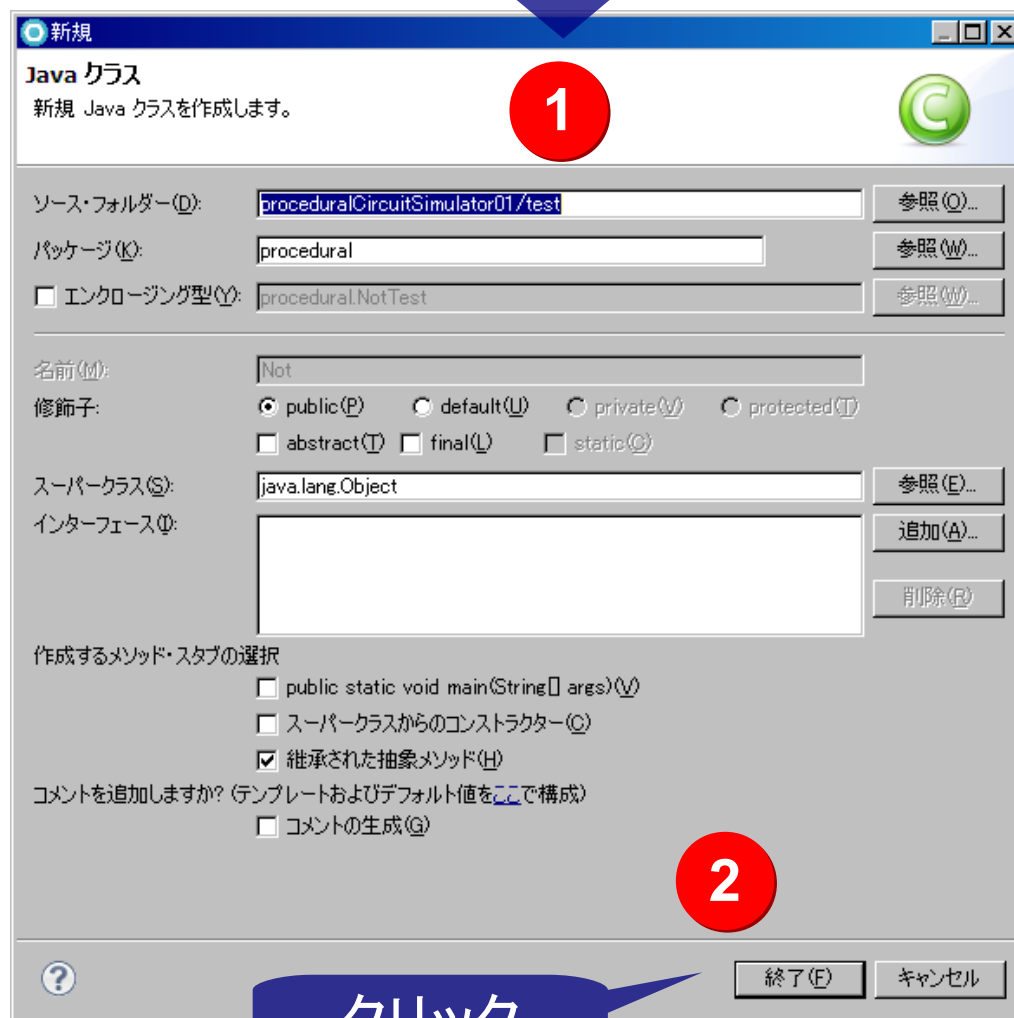 新規
Java クラス
新規 Java クラスを作成します。
1
ソース・フォルダー(D): proceduralCircuitSimulator01/test 参照(O)...
パッケージ(K): procedural 参照(W)...
エンクロージング型(Y): procedural.NotTest 参照(W)...
名前(M): Not
修飾子: public(P) default(U) private(V) protected(T)
abstract(T) final(L) static(C)
スーパークラス(S): java.lang.Object 参照(E)...
インターフェース(I): 追加(A)...
削除(R)
作成するメソッド・スタブの選択
public static void main(String[] args)(V)
スーパークラスからのコンストラクター(C)
継承された抽象メソッド(H)
コメントを追加しますか? (テンプレートおよびデフォルト値をここで構成)
コメントの生成(G)
2
? 終了(F) キャンセル
クリック